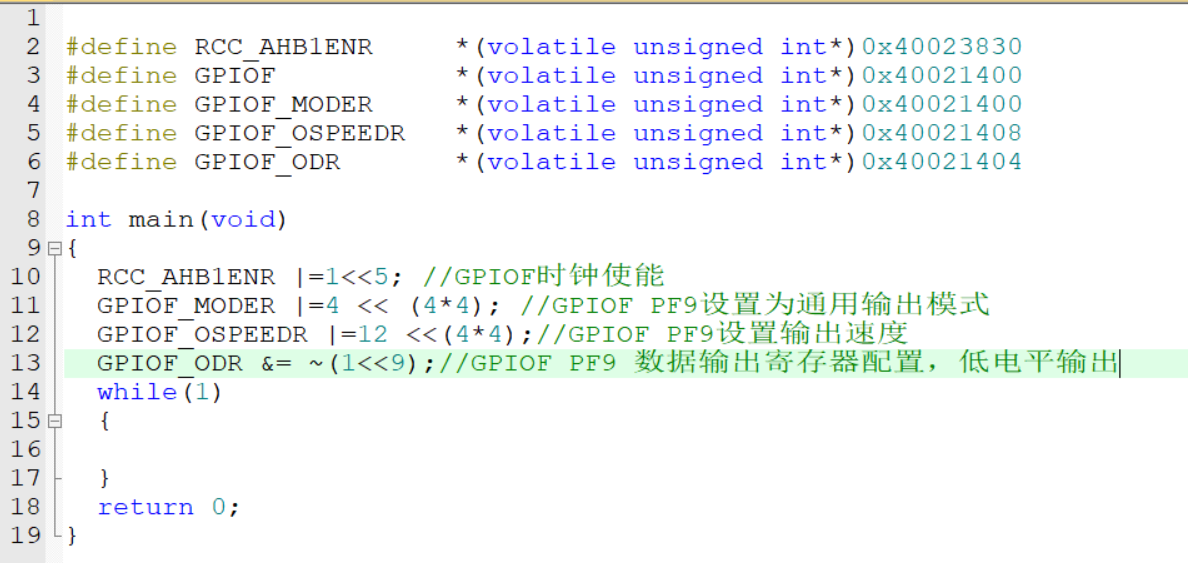 1
2 #define RCC_AHB1ENR *(volatile unsigned int*)0x40023830
3 #define GPIOF *(volatile unsigned int*)0x40021400
4 #define GPIOF_MODER *(volatile unsigned int*)0x40021400
5 #define GPIOF_OSPEEDR *(volatile unsigned int*)0x40021408
6 #define GPIOF_ODR *(volatile unsigned int*)0x40021404
7
8 int main(void)
9 {
10 RCC_AHB1ENR |=1<<5; //GPIOF时钟使能
11 GPIOF_MODER |=4 << (4*4); //GPIOF PF9设置为通用输出模式
12 GPIOF_OSPEEDR |=12 <<(4*4);//GPIOF PF9设置输出速度
13 GPIOF_ODR &= ~(1<<9);//GPIOF PF9 数据输出寄存器配置，低电平输出
14 while(1)
15 {
16
17 }
18 return 0;
19 }